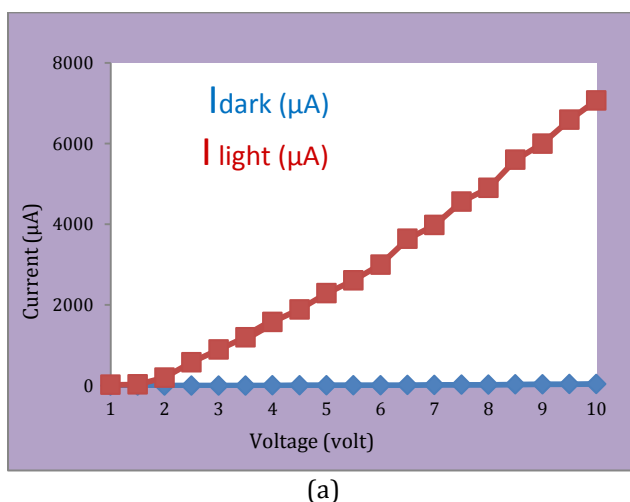 8000
I dark (µA)
I light (µA)
6000
4000
2000
0
Current (µA)
1 2 3 4 5 6 7 8 9 10
Voltage (volt)
(a)